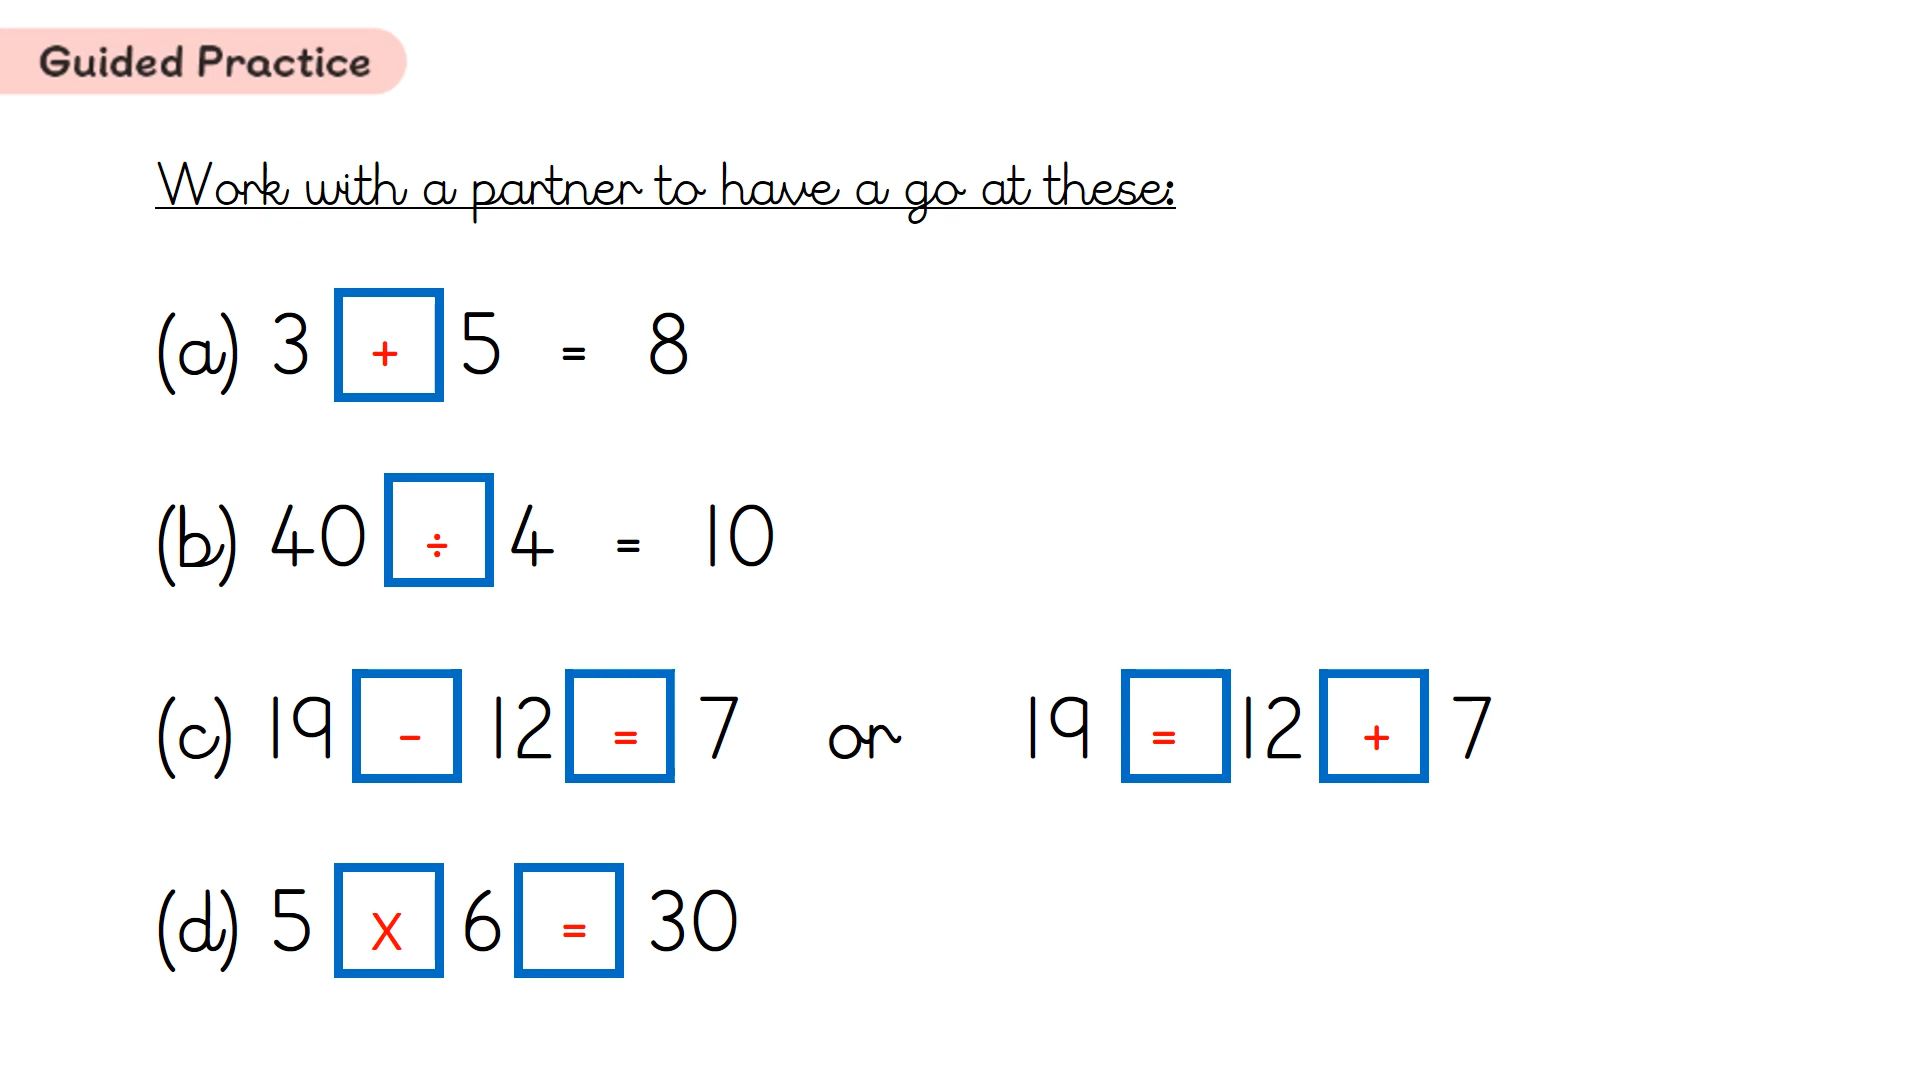 Guided Practice
Work with a partner to have a go at these:
(a) 3 + 5 = 8
(b) 40 ÷ 4 = 10
(c) 19 - 12 = 7 or 19 = 12 + 7
(d) 5 X 6 = 30